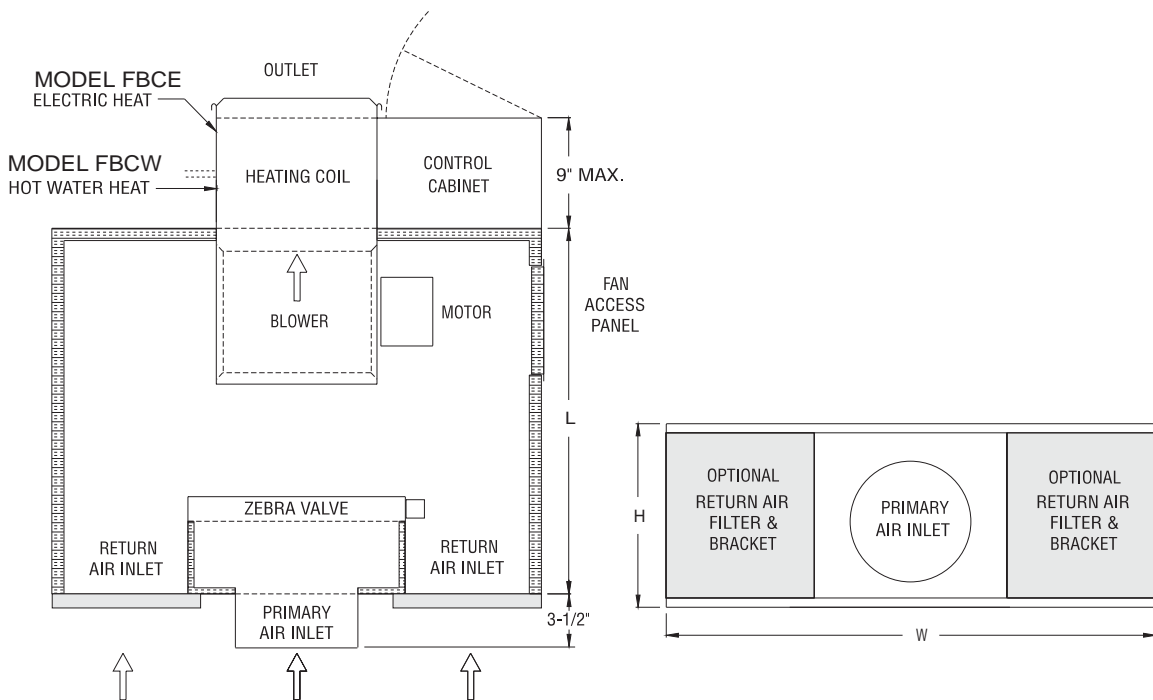 OUTLET
MODEL FBCE
ELECTRIC HEAT
MODEL FBCW
HOT WATER HEAT
HEATING COIL
CONTROL
CABINET
9" MAX.
BLOWER
MOTOR
FAN
ACCESS
PANEL
L
ZEBRA VALVE
RETURN
AIR INLET
RETURN
AIR INLET
PRIMARY
AIR INLET
3-1/2"
H
OPTIONAL
RETURN AIR
FILTER &
BRACKET
PRIMARY
AIR INLET
OPTIONAL
RETURN AIR
FILTER &
BRACKET
W